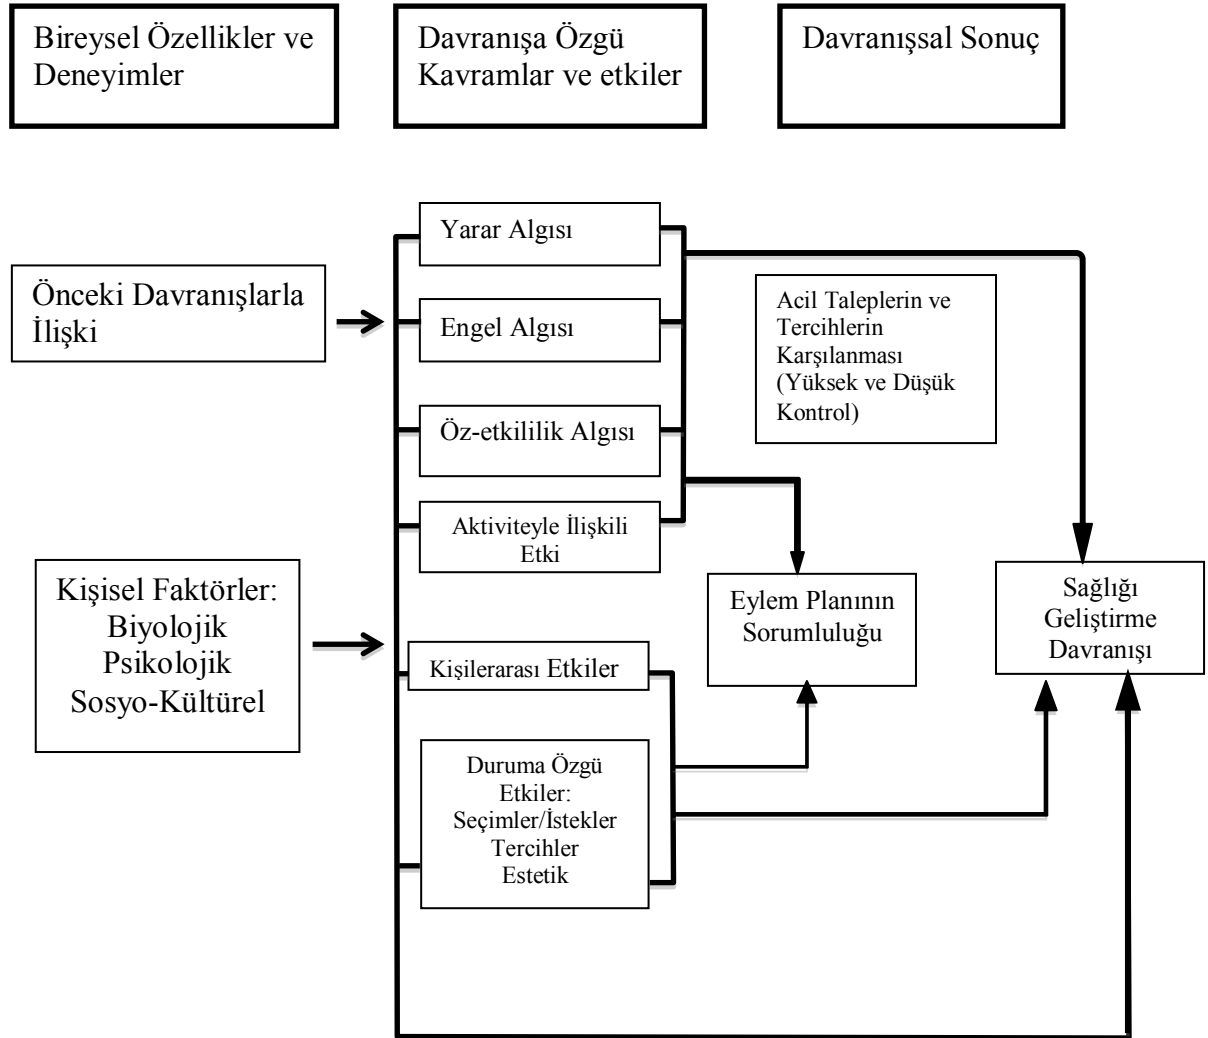 Bireysel Özellikler ve
Deneyimler
Davranışa Özgü
Kavramlar ve etkiler
Davranışsal Sonuç
Önceki Davranışlarla
İlişki
Kişisel Faktörler:
Biyolojik
Psikolojik
Sosyo-Kültürel
Yarar Algısı
Engel Algısı
Öz-etkililik Algısı
Aktiviteyle İlişkili
Etki
Kişilerarası Etkiler
Duruma Özgü
Etkiler:
Seçimler/İstekler
Tercihler
Estetik
Acil Taleplerin ve
Tercihlerin
Karşılanması
(Yüksek ve Düşük
Kontrol)
Eylem Planının
Sorumluluğu
Sağlığı
Geliştirme
Davranışı